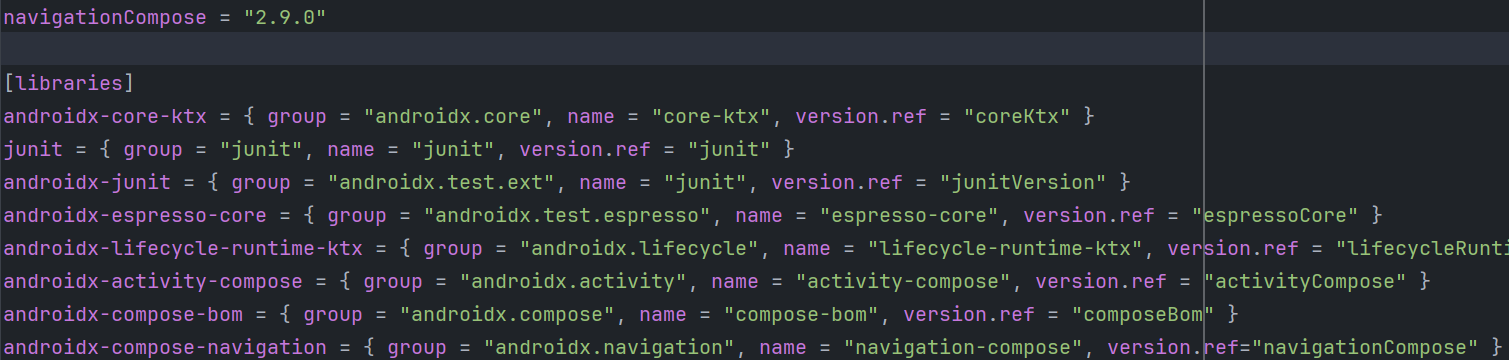 navigationCompose = "2.9.0"
[libraries]
androidx-core-ktx = { group = "androidx.core", name = "core-ktx", version.ref = "coreKtx" }
junit = { group = "junit", name = "junit", version.ref = "junit" }
androidx-junit = { group = "androidx.test.ext", name = "junit", version.ref = "junitVersion" }
androidx-espresso-core = { group = "androidx.test.espresso", name = "espresso-core", version.ref = "espressoCore" }
androidx-lifecycle-runtime-ktx = { group = "androidx.lifecycle", name = "lifecycle-runtime-ktx", version.ref = "lifecycleRunti
androidx-activity-compose = { group = "androidx.activity", name = "activity-compose", version.ref = "activityCompose" }
androidx-compose-bom = { group = "androidx.compose", name = "compose-bom", version.ref = "composeBom" }
androidx-compose-navigation = { group = "androidx.navigation", name = "navigation-compose", version.ref="navigationCompose" }